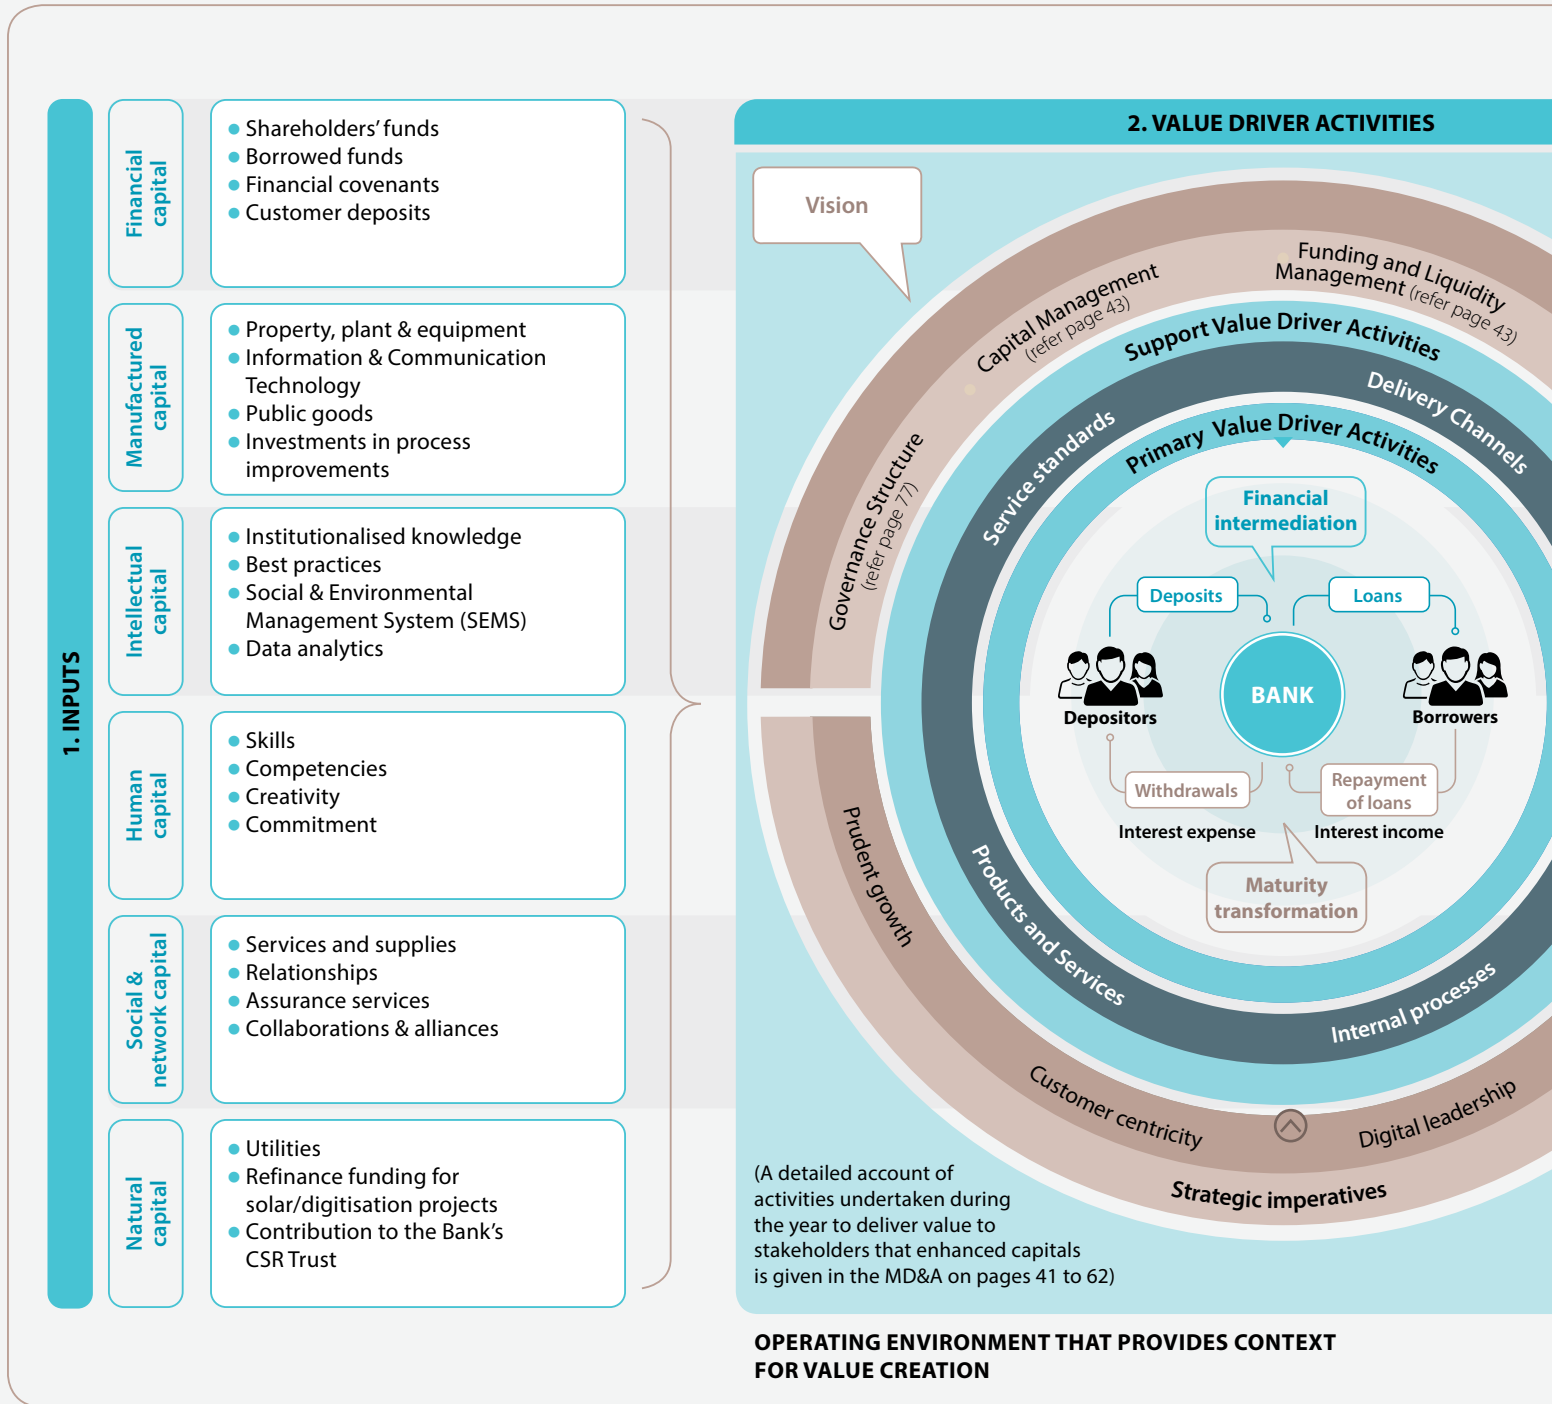 1. INPUTS
Financial
capital
Shareholders' funds
Borrowed funds
Financial covenants
Customer deposits
Manufactured
capital
Property, plant & equipment
Information & Communication
Technology
Public goods
Investments in process
improvements
Intellectual
capital
Institutionalised knowledge
Best practices
Social & Environmental
Management System (SEMS)
Data analytics
Human
capital
Skills
Competencies
Creativity
Commitment
Social &
network capital
Services and supplies
Relationships
Assurance services
Collaborations & alliances
Natural
capital
Utilities
Refinance funding for
solar/digitisation projects
Contribution to the Bank's
CSR Trust
2. VALUE DRIVER ACTIVITIES
Vision
Governance Structure
(refer page 77)
Capital Management
(refer page 43)
Funding and Liquidity
Management (refer page 43)
Support Value Driver Activities
Service standards
Delivery Channels
Primary Value Driver Activities
Financial
intermediation
Deposits
Loans
Depositors
BANK
Borrowers
Withdrawals
Repayment
of loans
Interest expense
Interest income
Maturity
transformation
Products and Services
Internal processes
Prudent growth
Customer centricity
Digital leadership
Strategic imperatives
(A detailed account of
activities undertaken during
the year to deliver value to
stakeholders that enhanced capitals
is given in the MD&A on pages 41 to 62)
OPERATING ENVIRONMENT THAT PROVIDES CONTEXT
FOR VALUE CREATION